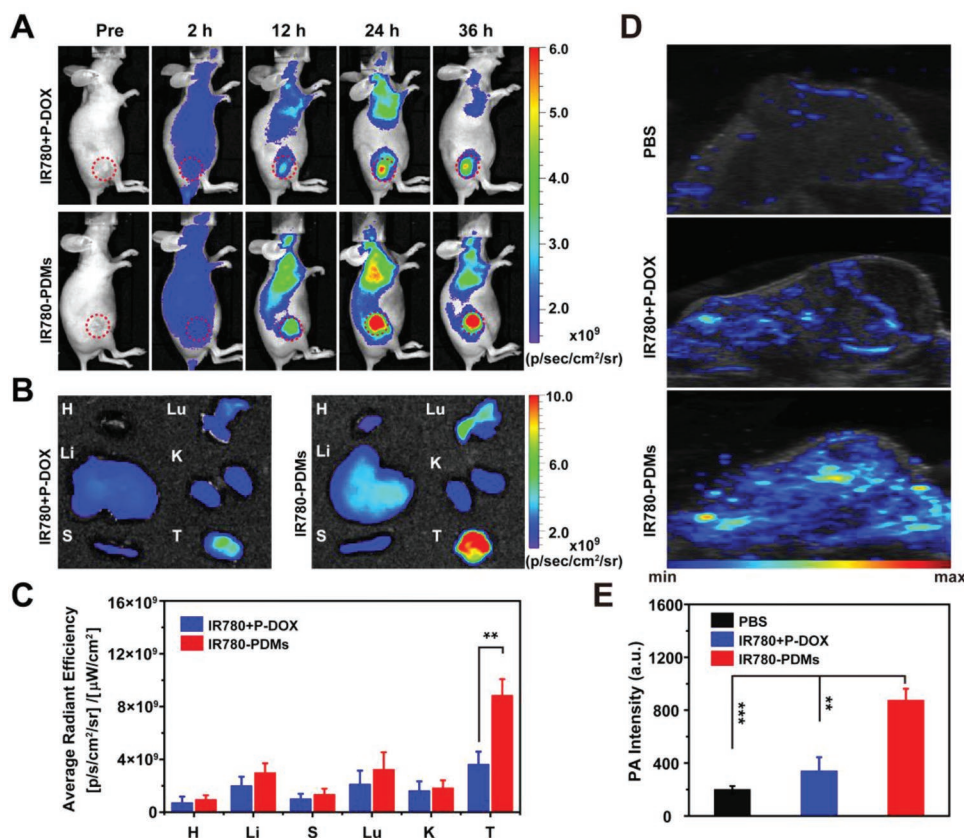 A
Pre 2 h 12 h 24 h 36 h
IR780+P-DOX
IR780-PDMs
6.0
5.0
4.0
3.0
2.0
x10⁹
(p/sec/cm²/sr)
B
IR780+P-DOX
H Lu
Li K
S T
IR780-PDMs
H Lu
Li K
S T
10.0
8.0
6.0
4.0
2.0
x10⁹
(p/sec/cm²/sr)
C
Average Radiant Efficiency
[p/s/cm²/sr] /[μW/cm²]
16×10⁹
12×10⁹
8×10⁹
4×10⁹
0
IR780+P-DOX
IR780-PDMs
**
H Li S Lu K T
D
PBS
IR780+P-DOX
IR780-PDMs
min max
E
PA Intensity (a.u.)
1600
1200
800
400
0
PBS
IR780+P-DOX
IR780-PDMs
***
**